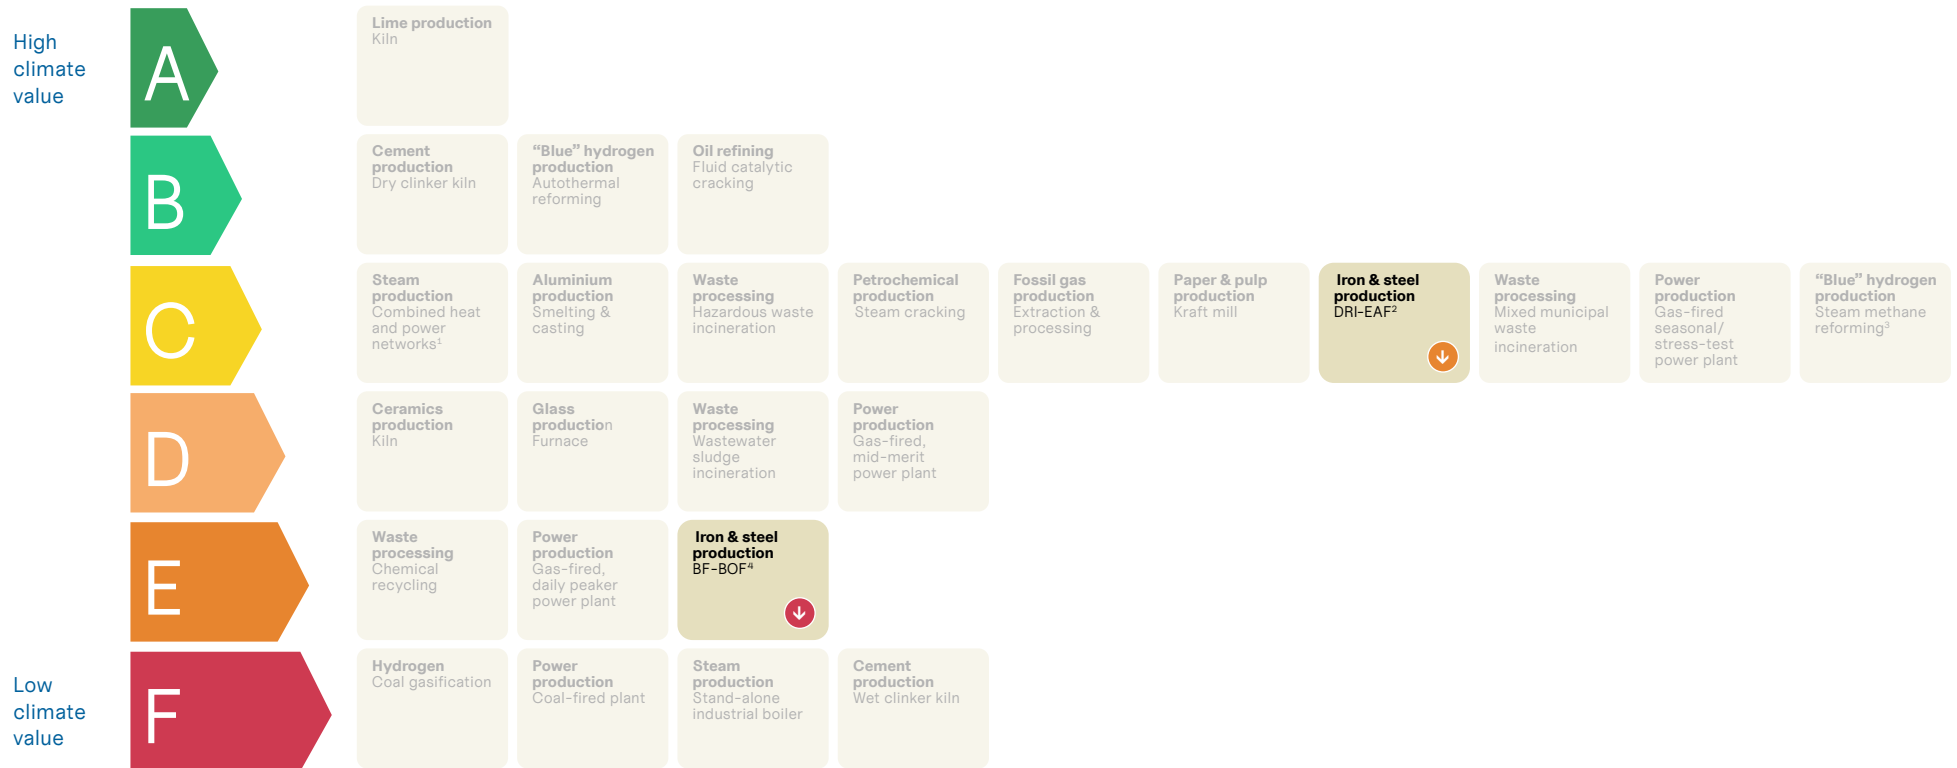 High
climate
value
A
Lime production
Kiln
B
Cement
production
Dry clinker kiln
“Blue” hydrogen
production
Autothermal
reforming
Oil refining
Fluid catalytic
cracking
C
Steam
production
Combined heat
and power
networks¹
Aluminium
production
Smelting &
casting
Waste
processing
Hazardous waste
incineration
Petrochemical
production
Steam cracking
Fossil gas
production
Extraction &
processing
Paper & pulp
production
Kraft mill
Iron & steel
production
DRI-EAF²
Waste
processing
Mixed municipal
waste
incineration
Power
production
Gas-fired
seasonal/
stress-test
power plant
“Blue” hydrogen
production
Steam methane
reforming³
D
Ceramics
production
Kiln
Glass
production
Furnace
Waste
processing
Wastewater
sludge
incineration
Power
production
Gas-fired,
mid-merit
power plant
E
Waste
processing
Chemical
recycling
Power
production
Gas-fired,
daily peaker
power plant
Iron & steel
production
BF-BOF⁴
Low
climate
value
F
Hydrogen
Coal gasification
Power
production
Coal-fired plant
Steam
production
Stand-alone
industrial boiler
Cement
production
Wet clinker kiln